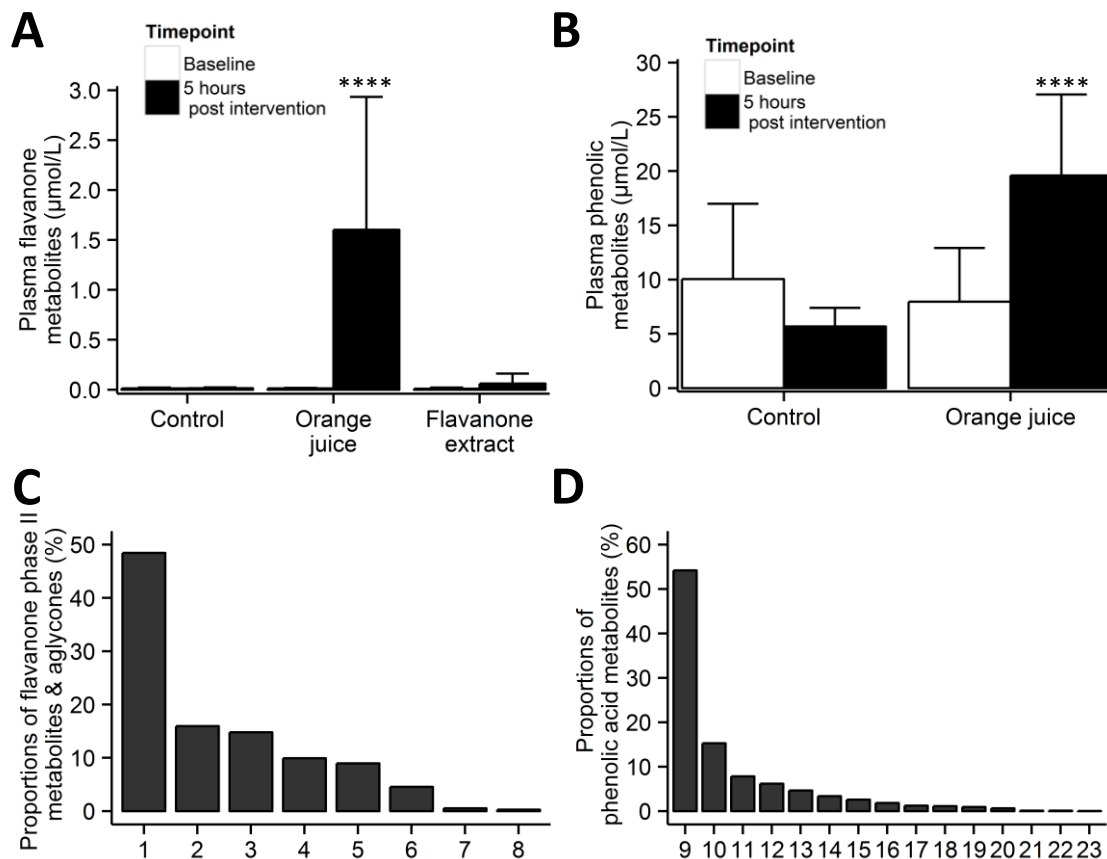 A
Timepoint
Baseline
5 hours
post intervention
Plasma flavanone
metabolites (µmol/L)
3.0
2.5
2.0
1.5
1.0
0.5
0.0
****
Control
Orange
juice
Flavanone
extract
B
Timepoint
Baseline
5 hours
post intervention
Plasma phenolic
metabolites (µmol/L)
30
25
20
15
10
5
0
****
Control
Orange juice
C
Proportions of flavanone phase II
metabolites & aglycones (%)
50
40
30
20
10
0
1 2 3 4 5 6 7 8
D
Proportions of
phenolic acid metabolites (%)
60
50
40
30
20
10
0
9 10 11 12 13 14 15 16 17 18 19 20 21 22 23